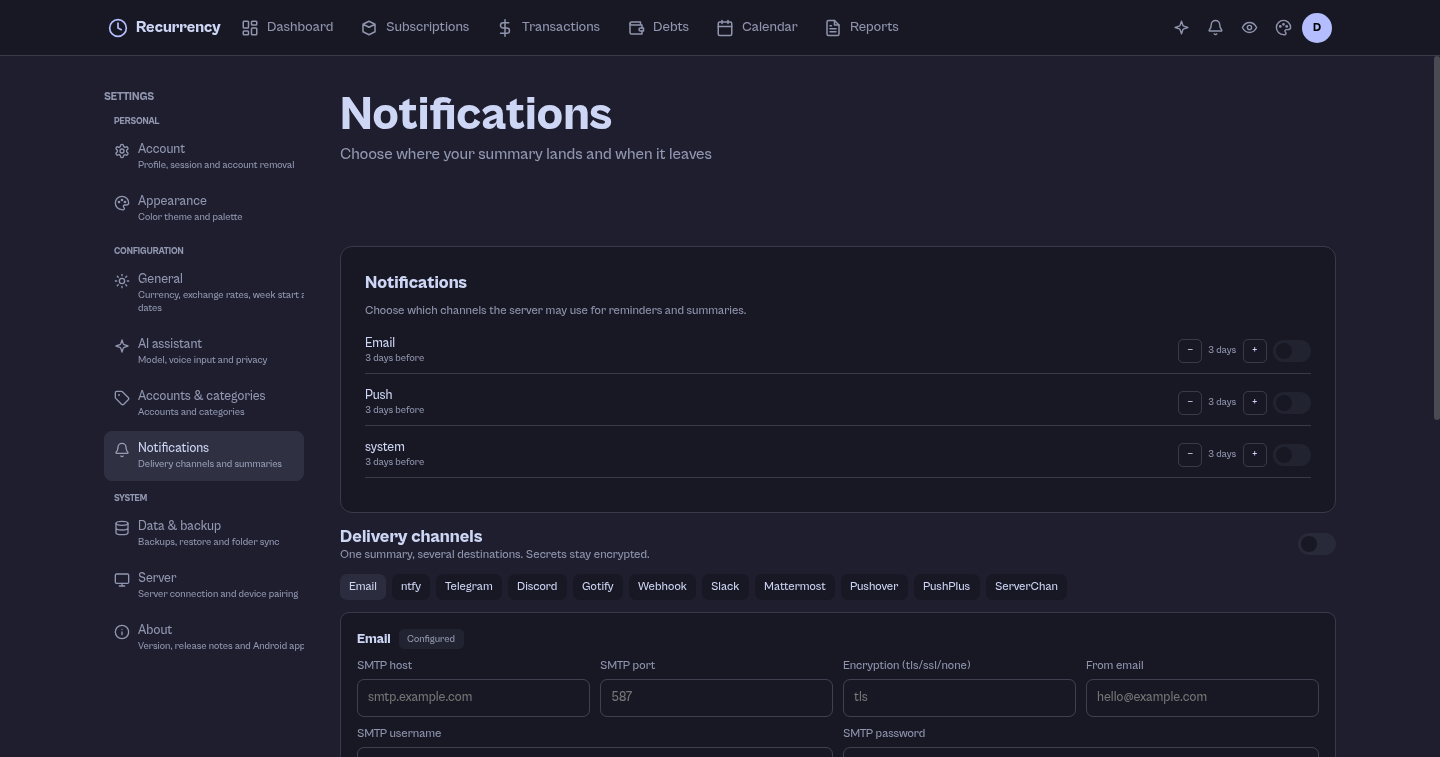 Recurrency
Dashboard
Subscriptions
Transactions
Debts
Calendar
Reports
D
SETTINGS
PERSONAL
Account
Profile, session and account removal
Appearance
Color theme and palette
CONFIGURATION
General
Currency, exchange rates, week start
dates
AI assistant
Model, voice input and privacy
Accounts & categories
Accounts and categories
Notifications
Delivery channels and summaries
SYSTEM
Data & backup
Backups, restore and folder sync
Server
Server connection and device pairing
About
Version, release notes and Android app
Notifications
Choose where your summary lands and when it leaves
Notifications
Choose which channels the server may use for reminders and summaries.
Email
3 days before
− 3 days +
Push
3 days before
− 3 days +
system
3 days before
− 3 days +
Delivery channels
One summary, several destinations. Secrets stay encrypted.
Email
ntfy
Telegram
Discord
Gotify
Webhook
Slack
Mattermost
Pushover
PushPlus
ServerChan
Email
Configured
SMTP host
SMTP port
Encryption (tls/ssl/none)
From email
smtp.example.com
587
tls
hello@example.com
SMTP username
SMTP password